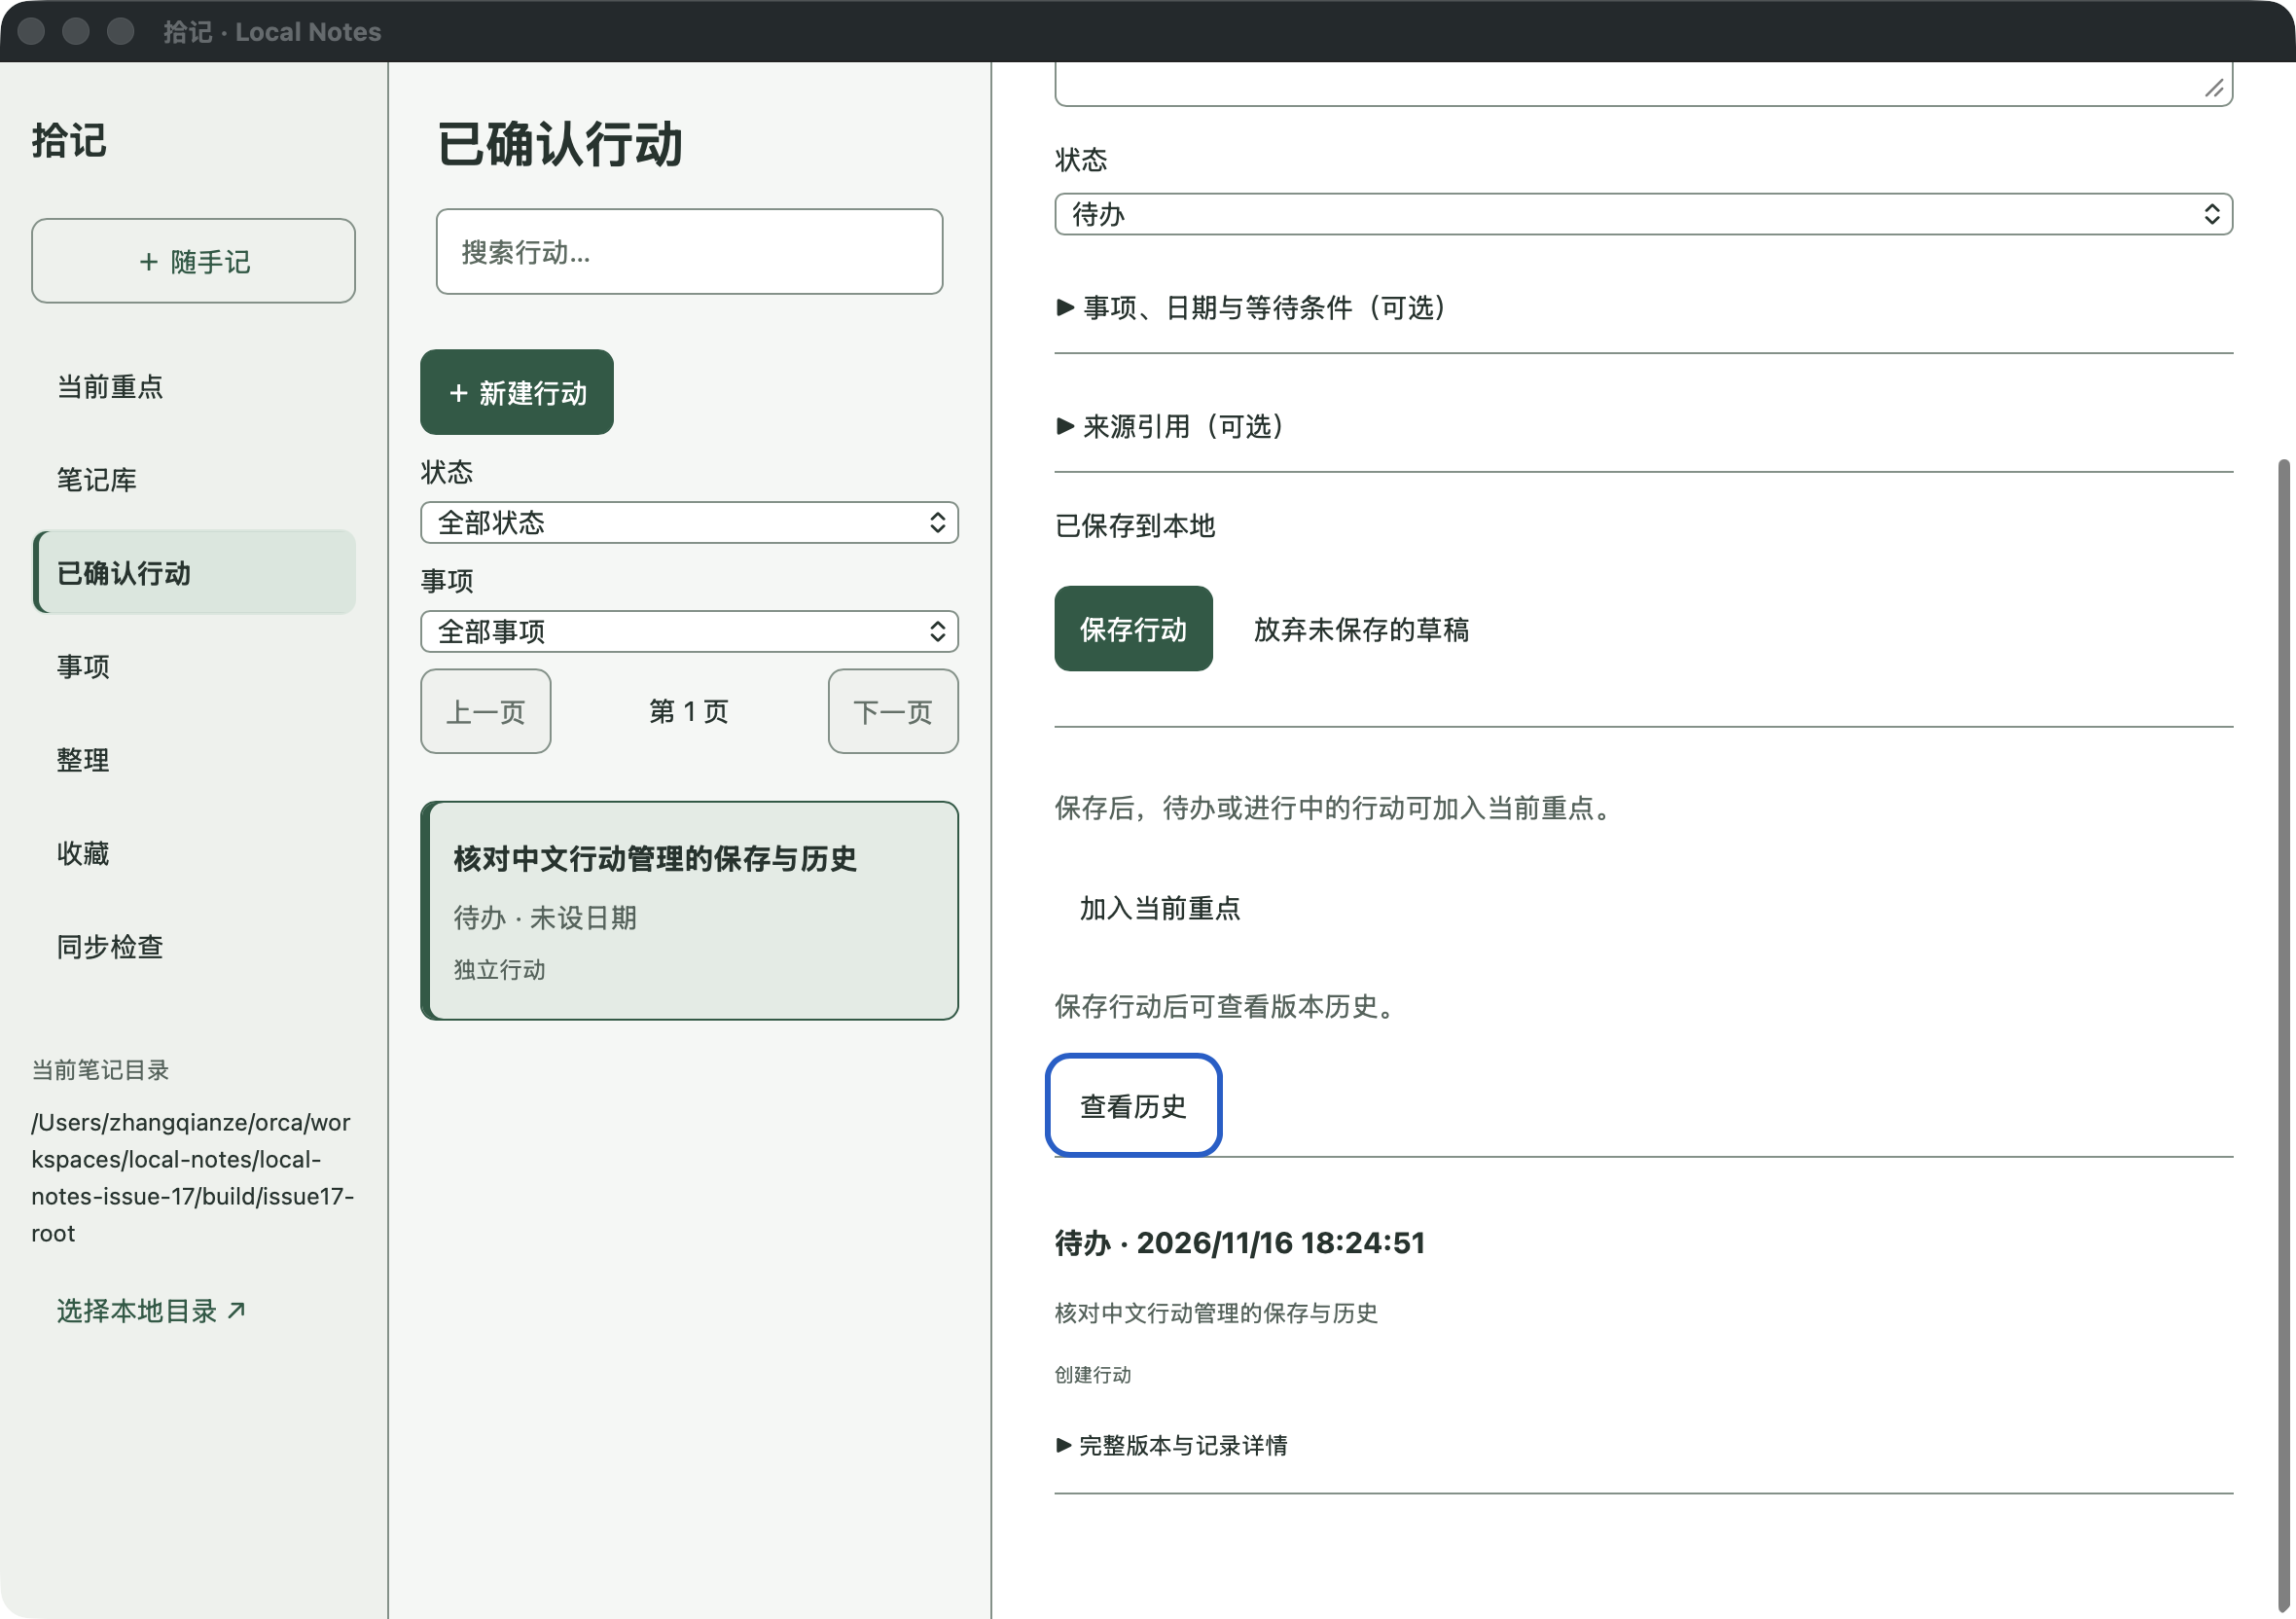 拾记 · Local Notes
拾记
+ 随手记
当前重点
笔记库
已确认行动
事项
整理
收藏
同步检查
当前笔记目录
/Users/zhangqianze/orca/wor
kspaces/local-notes/local-
notes-issue-17/build/issue17-
root
选择本地目录 ↗
已确认行动
搜索行动...
+ 新建行动
状态
全部状态
事项
全部事项
上一页
第 1 页
下一页
核对中文行动管理的保存与历史
待办 · 未设日期
独立行动
状态
待办
▶ 事项、日期与等待条件（可选）
▶ 来源引用（可选）
已保存到本地
保存行动
放弃未保存的草稿
保存后，待办或进行中的行动可加入当前重点。
加入当前重点
保存行动后可查看版本历史。
查看历史
待办 · 2026/11/16 18:24:51
核对中文行动管理的保存与历史
创建行动
▶ 完整版本与记录详情